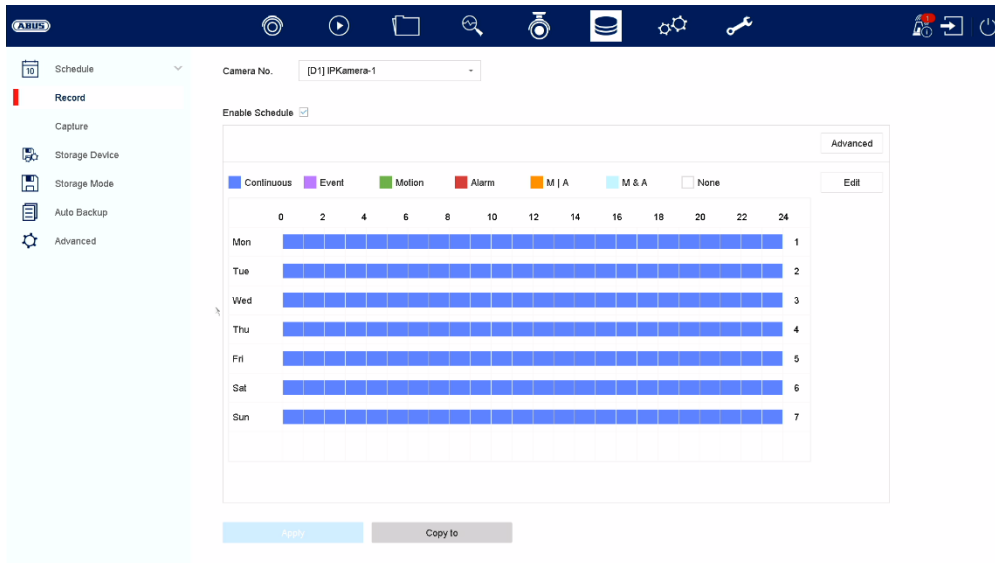 ABUS
1
10
Schedule
Record
Capture
Storage Device
Storage Mode
Auto Backup
Advanced
Camera No. [D1] IPKamera-1
Enable Schedule
Advanced
Continuous Event Motion Alarm M | A M & A None Edit
0 2 4 6 8 10 12 14 16 18 20 22 24
Mon 1
Tue 2
Wed 3
Thu 4
Fri 5
Sat 6
Sun 7
Apply Copy to